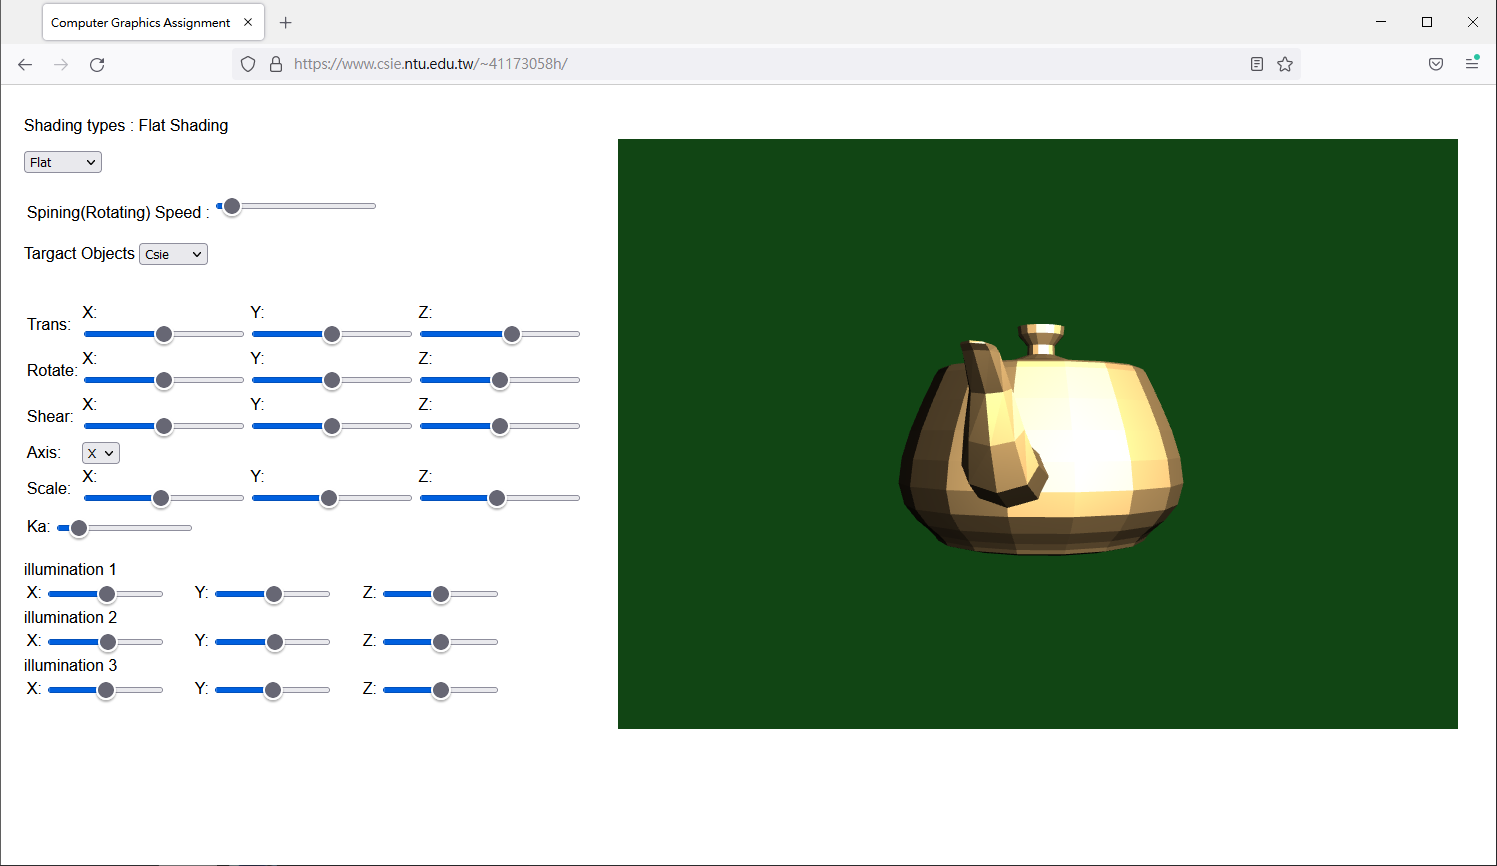 Computer Graphics Assignment
https://www.csie.ntu.edu.tw/~41173058h/
Shading types : Flat Shading
Flat
Spining(Rotating) Speed :
Targact Objects Csie
X: Y: Z:
Trans:
X: Y: Z:
Rotate:
X: Y: Z:
Shear:
Axis: X
X: Y: Z:
Scale:
Ka:
illumination 1
X: Y: Z:
illumination 2
X: Y: Z:
illumination 3
X: Y: Z: